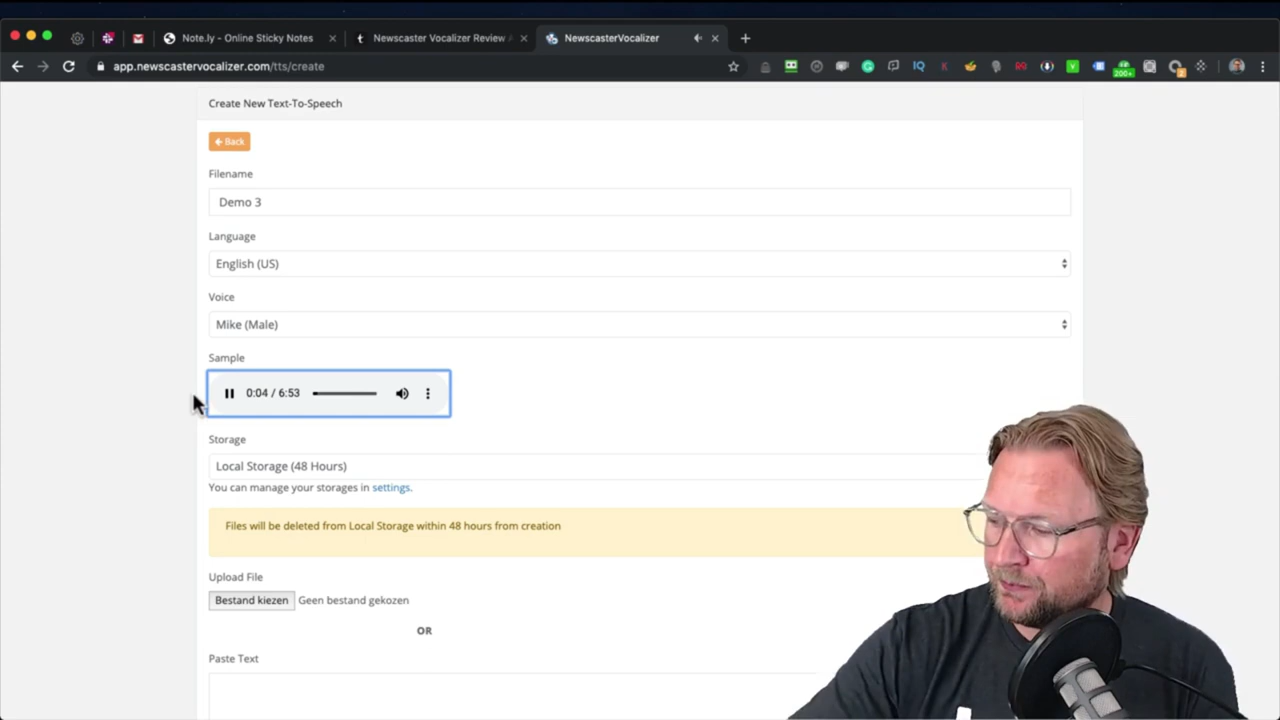 Note.ly - Online Sticky Notes
Newscaster Vocalizer Review
NewscasterVocalizer
app.newscastervocalizer.com/tts/create
200+
Create New Text-To-Speech
Back
Filename
Demo 3
Language
English (US)
Voice
Mike (Male)
Sample
0:04 / 6:53
Storage
Local Storage (48 Hours)
You can manage your storages in settings.
Files will be deleted from Local Storage within 48 hours from creation
Upload File
Bestand kiezen Geen bestand gekozen
OR
Paste Text